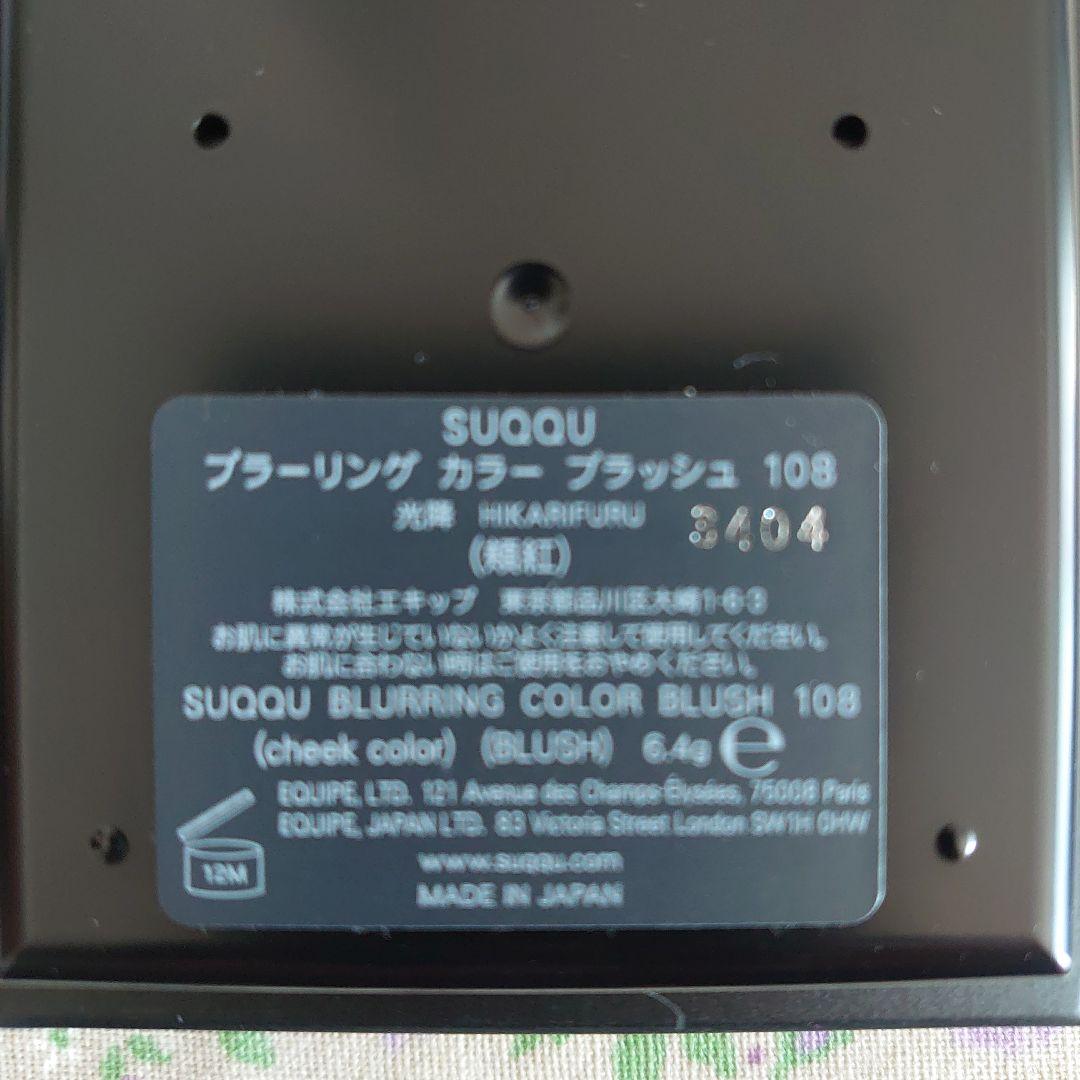 SUQQU
ブラーリング カラー ブラッシュ 108
光降 HIKARIFURU
3404
(頬紅)
株式会社エキップ 東京都品川区大崎1-6-3
お肌に異常が生じていないかよく注意して使用してください。
お肌に合わない時はご使用をおやめください。
SUQQU BLURRING COLOR BLUSH 108
(cheek color) (BLUSH) 6.4g e
EQUIPE, LTD. 121 Avenue des Champs-Élysées, 75008 Paris
EQUIPE, JAPAN LTD. 83 Victoria Street London SW1H 0HW
12M
www.suqqu.com
MADE IN JAPAN